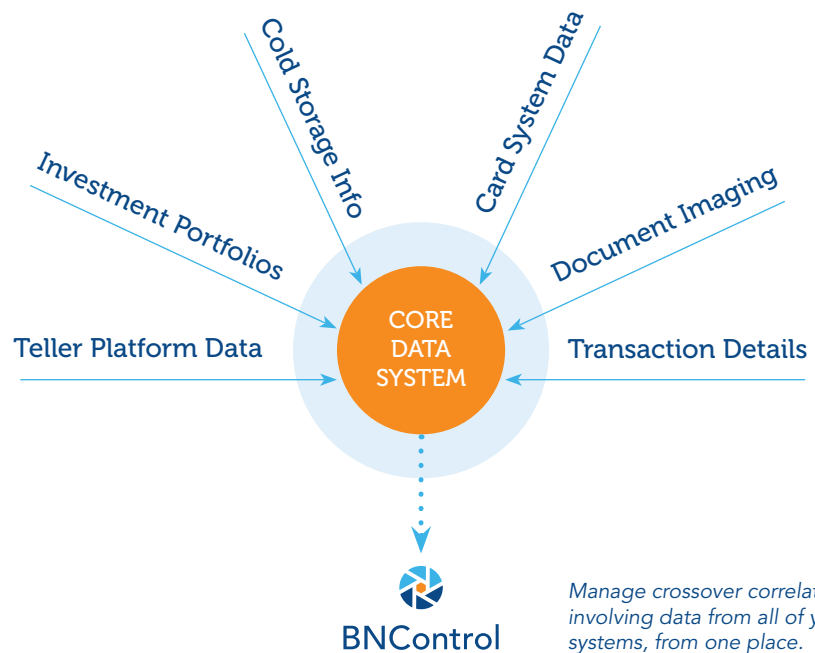 Cold Storage Info
Card System Data
Investment Portfolios
Document Imaging
Teller Platform Data
CORE
DATA
SYSTEM
Transaction Details
BNControl
Manage crossover
involving data from all of
systems, from one place.